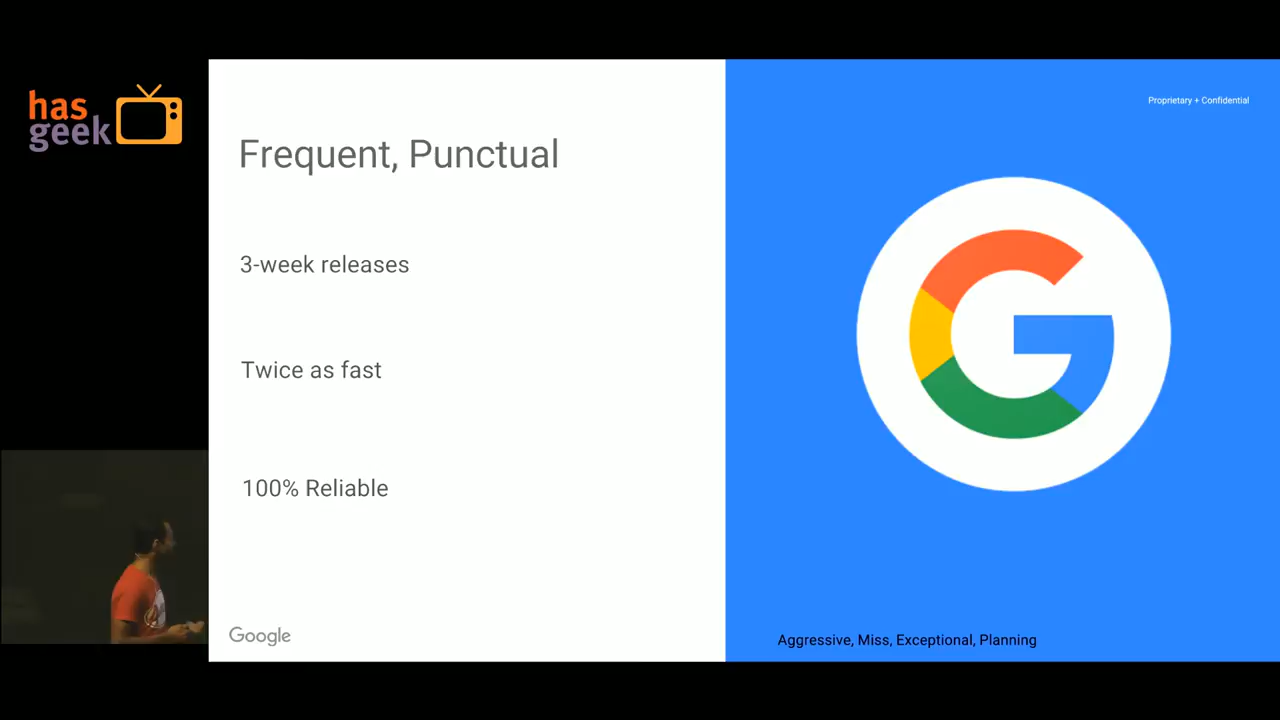 has
geek
Proprietary + Confidential
Frequent, Punctual
3-week releases
Twice as fast
100% Reliable
Google
Aggressive, Miss, Exceptional, Planning